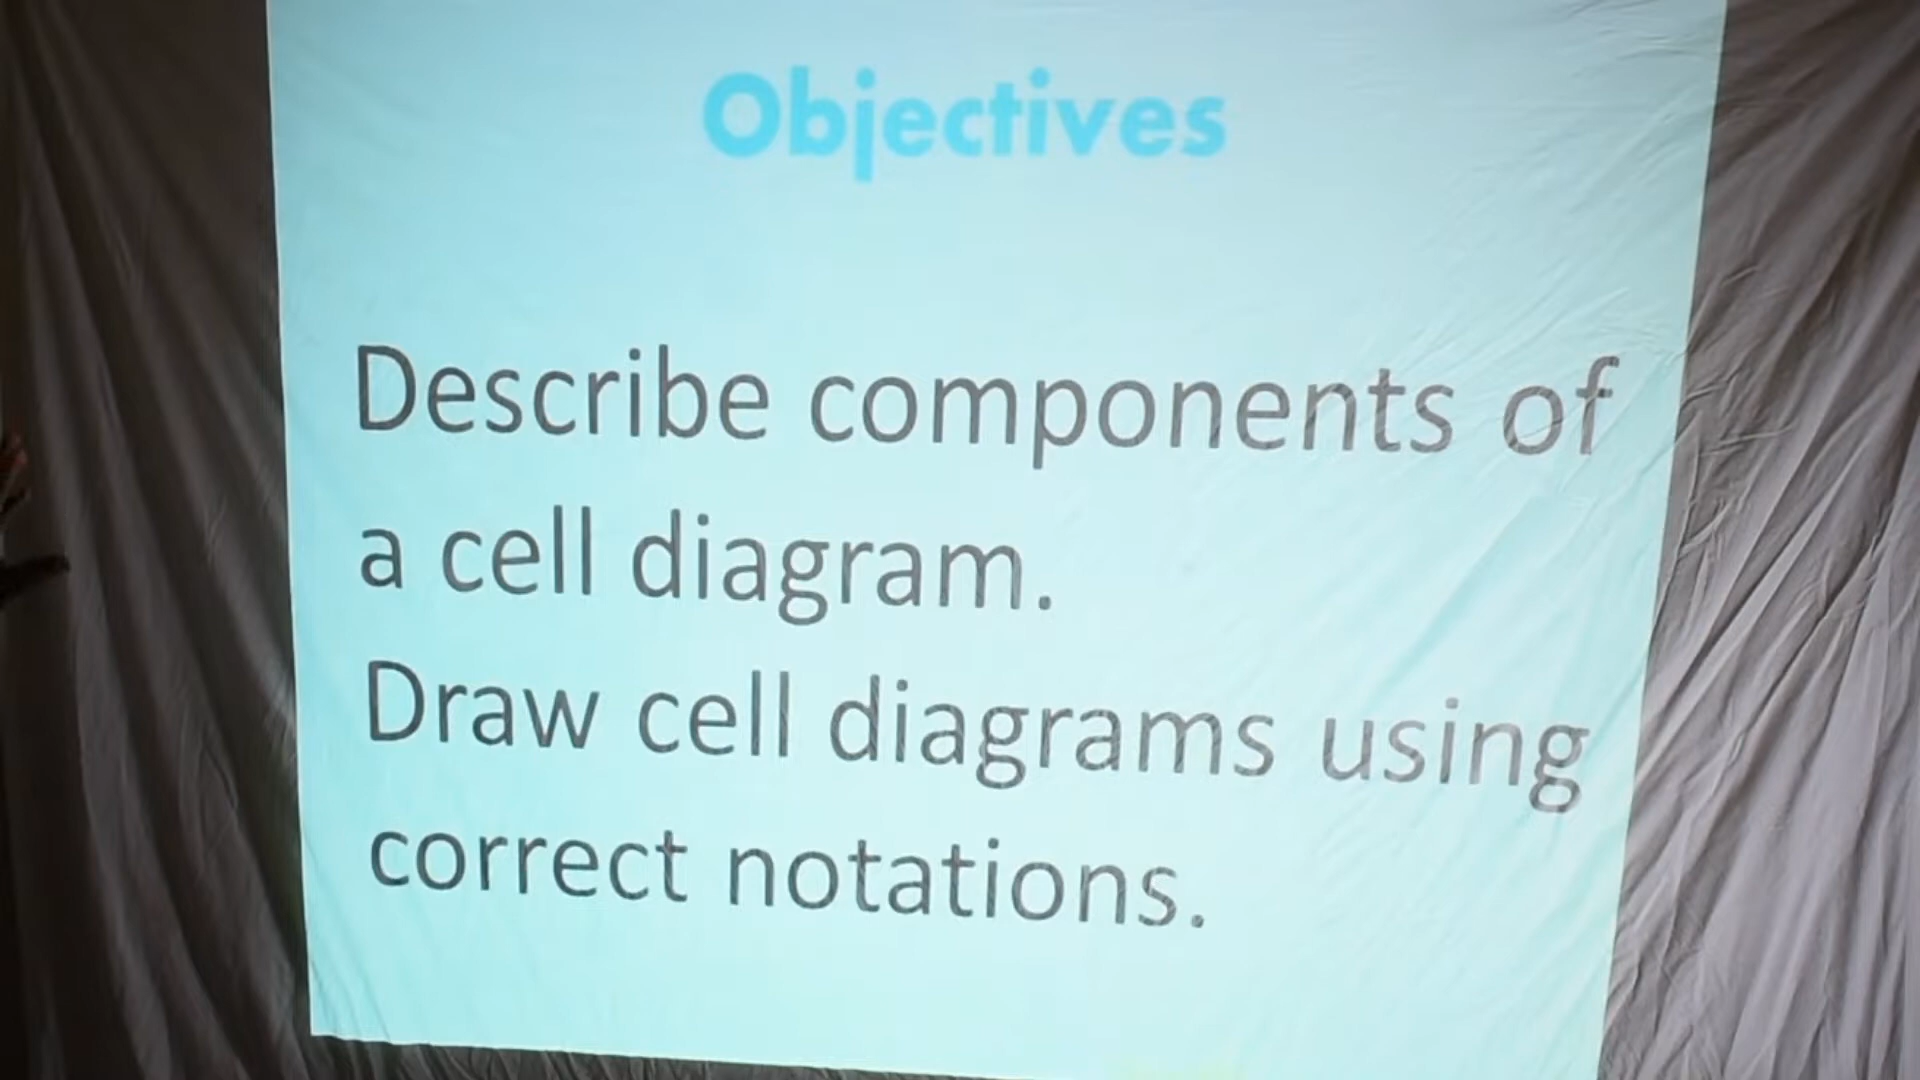 Objectives
Describe components of
a cell diagram.
Draw cell diagrams using
correct notations.